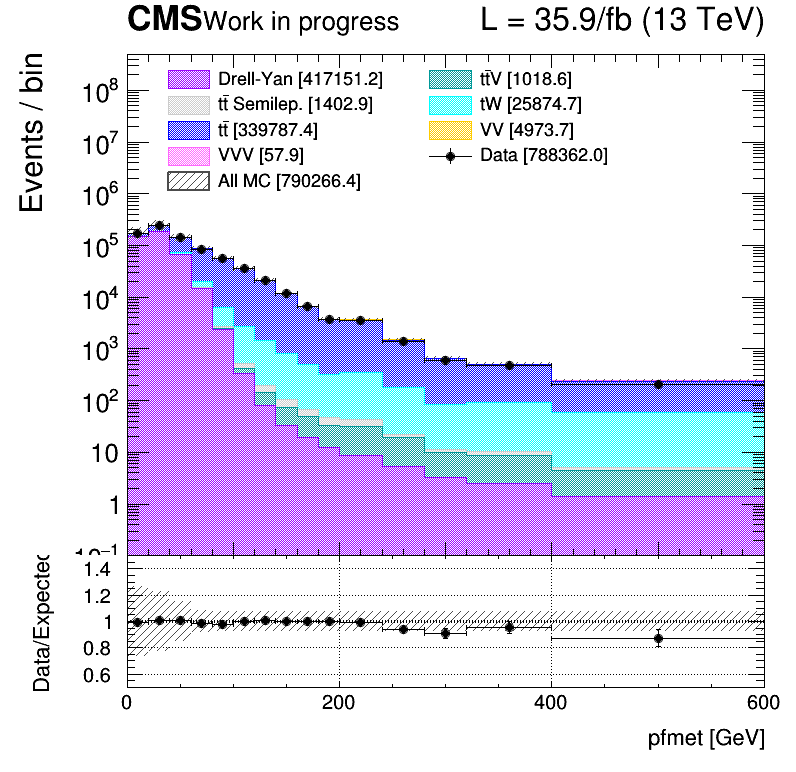 CMS Work in progress L = 35.9/fb (13 TeV)
Events / bin
Drell-Yan [417151.2]
tt̄ Semilep. [1402.9]
tt̄ [339787.4]
VVV [57.9]
All MC [790266.4]
tt̄V [1018.6]
tW [25874.7]
VV [4973.7]
Data [788362.0]
10⁸
10⁷
10⁶
10⁵
10⁴
10³
10²
10
1
10⁻¹
Data/Expected
1.4
1.2
1
0.8
0.6
0 200 400 600
pfmet [GeV]